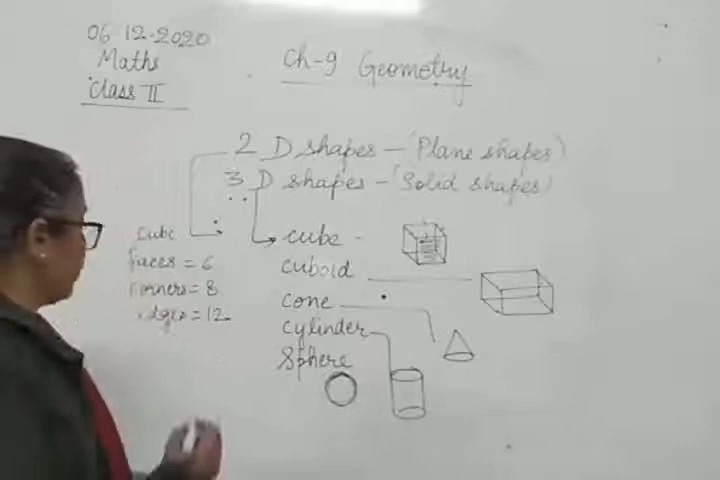 06-12-2020
Maths
Class II
Ch-9 Geometry
2 D shapes - (Plane shapes)
3 D shapes - (Solid shapes)
cube -
cuboid
cone
cylinder
Sphere
Cube
faces = 6
corners = 8
edges = 12